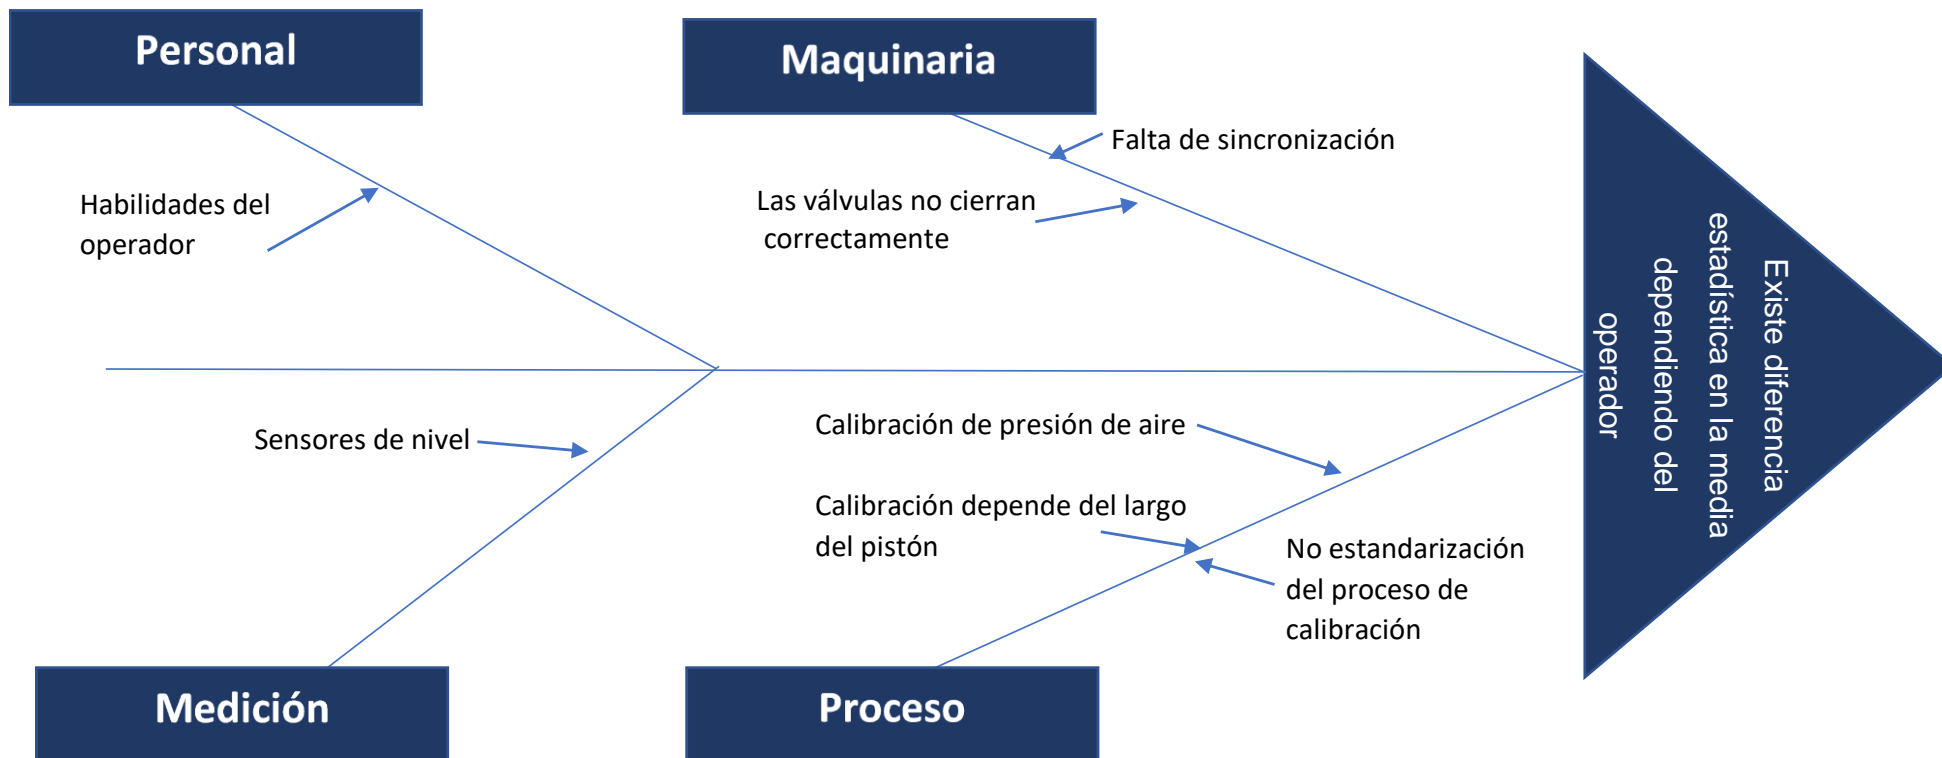 Personal
Maquinaria
Falta de sincronización
Habilidades del
operador
Las válvulas no cierran
correctamente
Existe diferencia
estadística en la media
dependiendo del
operador
Sensores de nivel
Calibración de presión de aire
Calibración depende del largo
del pistón
No estandarización
del proceso de
calibración
Medición
Proceso